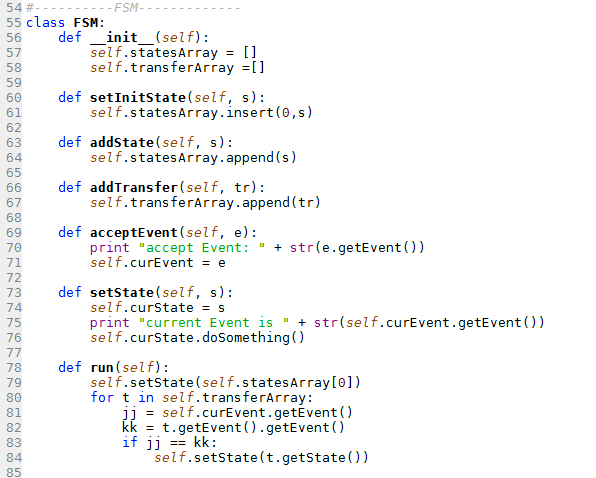 54 #----------FSM-------------
55 class FSM:
56     def __init__(self):
57         self.statesArray = []
58         self.transferArray =[]
59
60     def setInitState(self, s):
61         self.statesArray.insert(0,s)
62
63     def addState(self, s):
64         self.statesArray.append(s)
65
66     def addTransfer(self, tr):
67         self.transferArray.append(tr)
68
69     def acceptEvent(self, e):
70         print "accept Event: " + str(e.getEvent())
71         self.curEvent = e
72
73     def setState(self, s):
74         self.curState = s
75         print "current Event is " + str(self.curEvent.getEvent())
76         self.curState.doSomething()
77
78     def run(self):
79         self.setState(self.statesArray[0])
80         for t in self.transferArray:
81             jj = self.curEvent.getEvent()
82             kk = t.getEvent().getEvent()
83             if jj == kk:
84                 self.setState(t.getState())
85